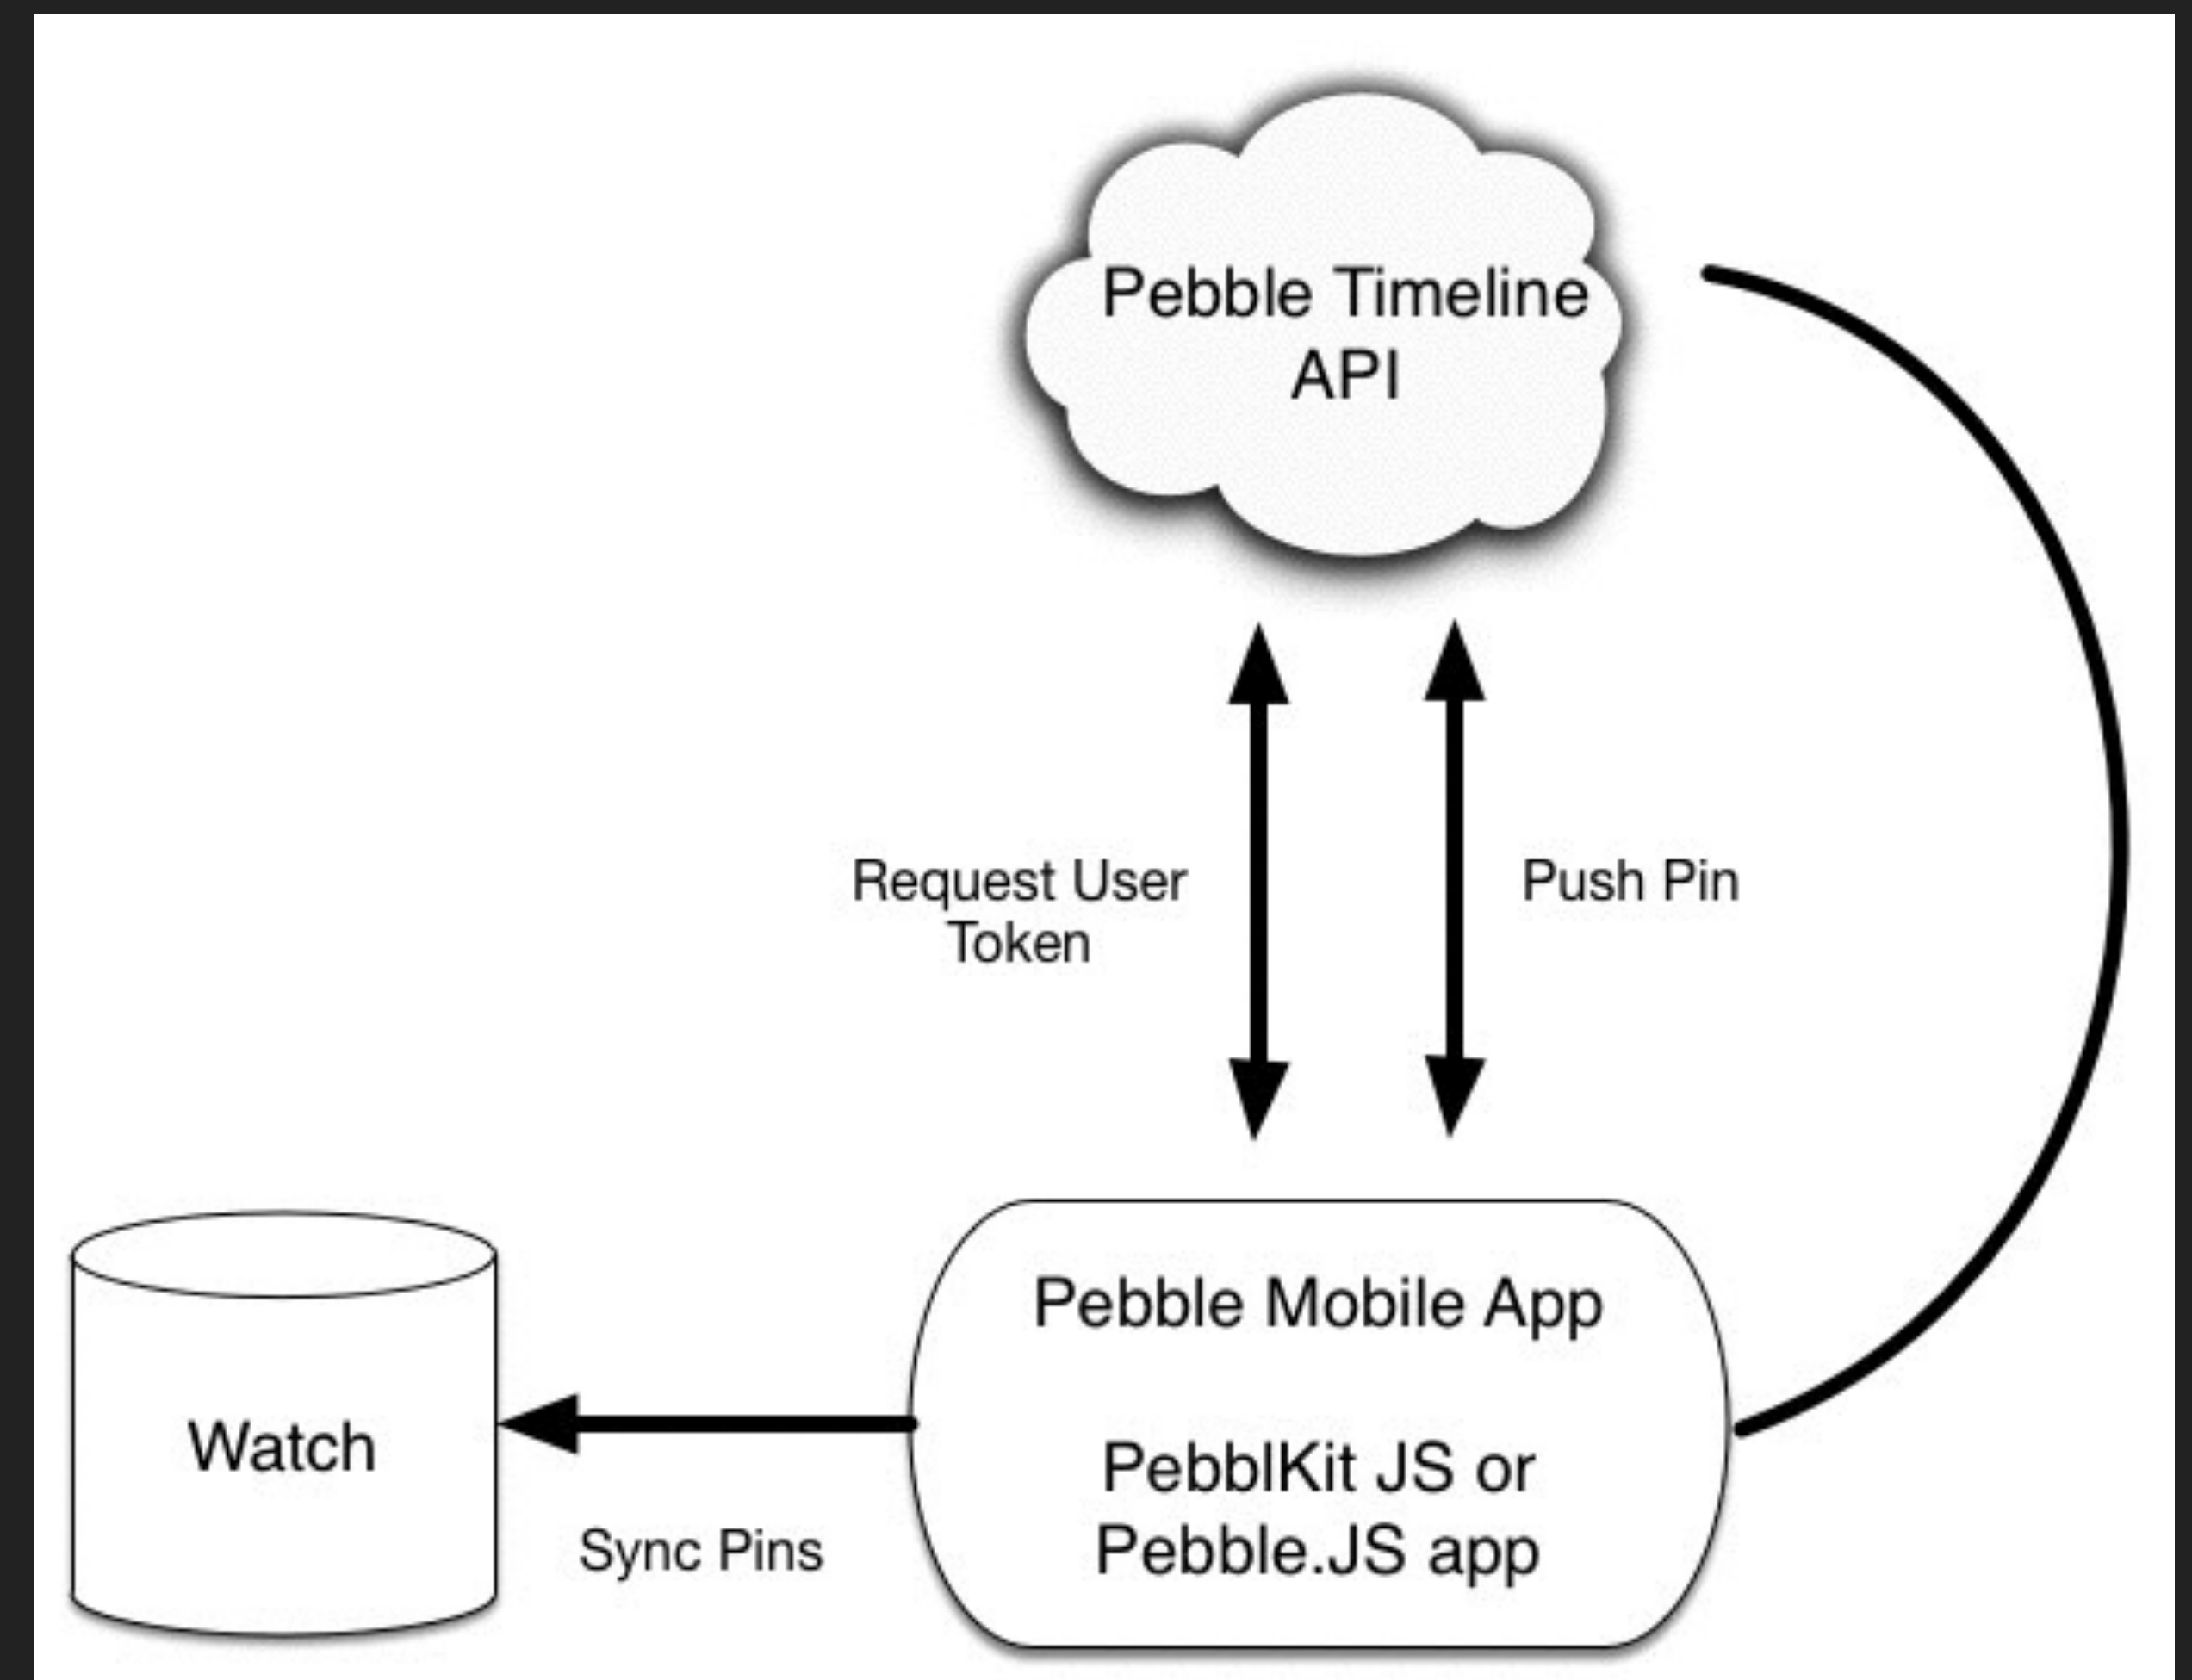 Pebble Timeline
API
Request User
Token
Push Pin
Pebble Mobile App
PebblKit JS or
Pebble.JS app
Watch
Sync Pins